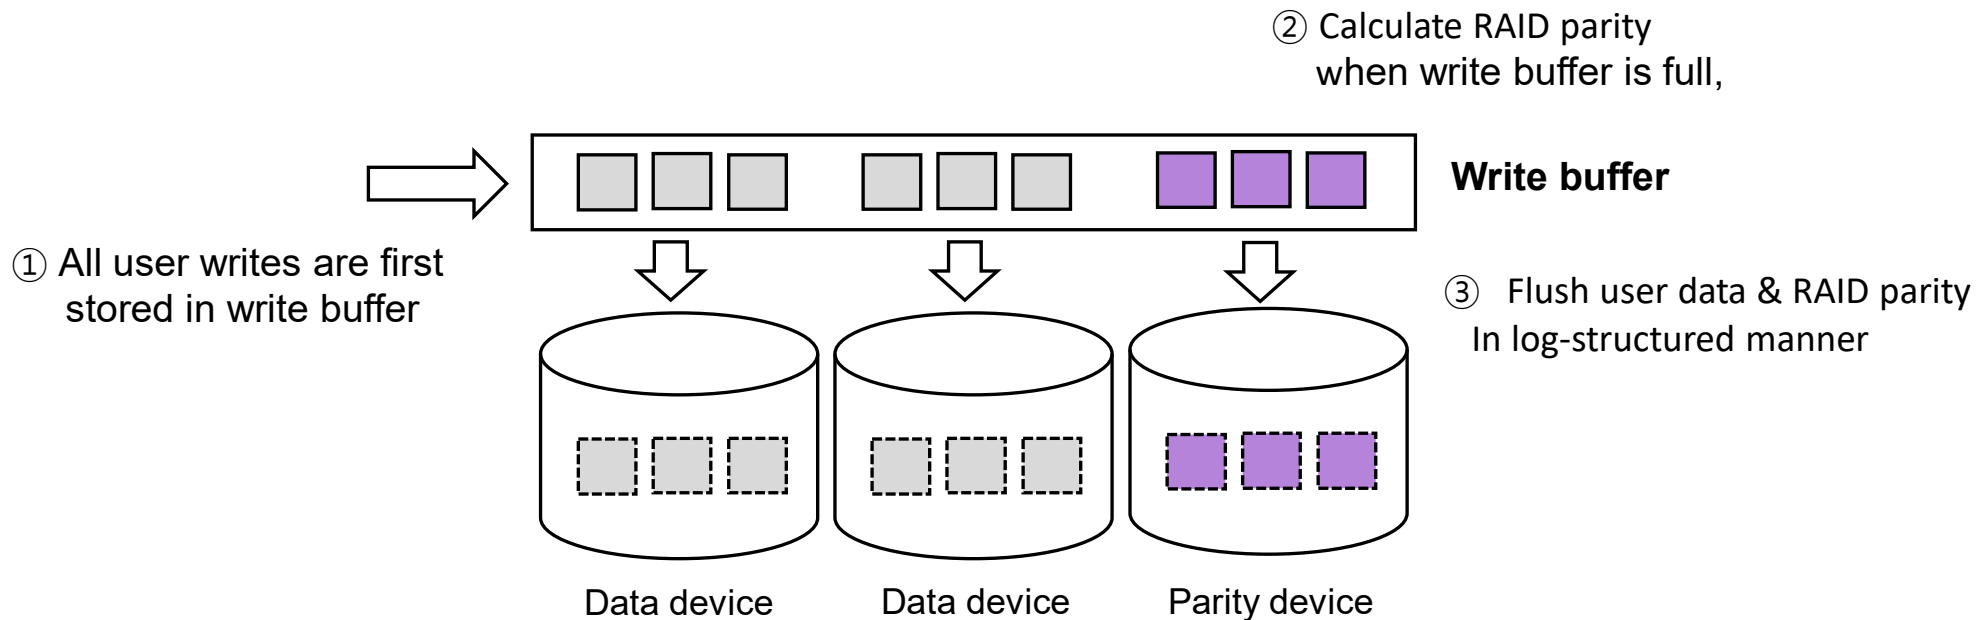 ② Calculate RAID parity
when write buffer is full,
Write buffer
① All user writes are first
stored in write buffer
③ Flush user data & RAID parity
In log-structured manner
Data device
Data device
Parity device